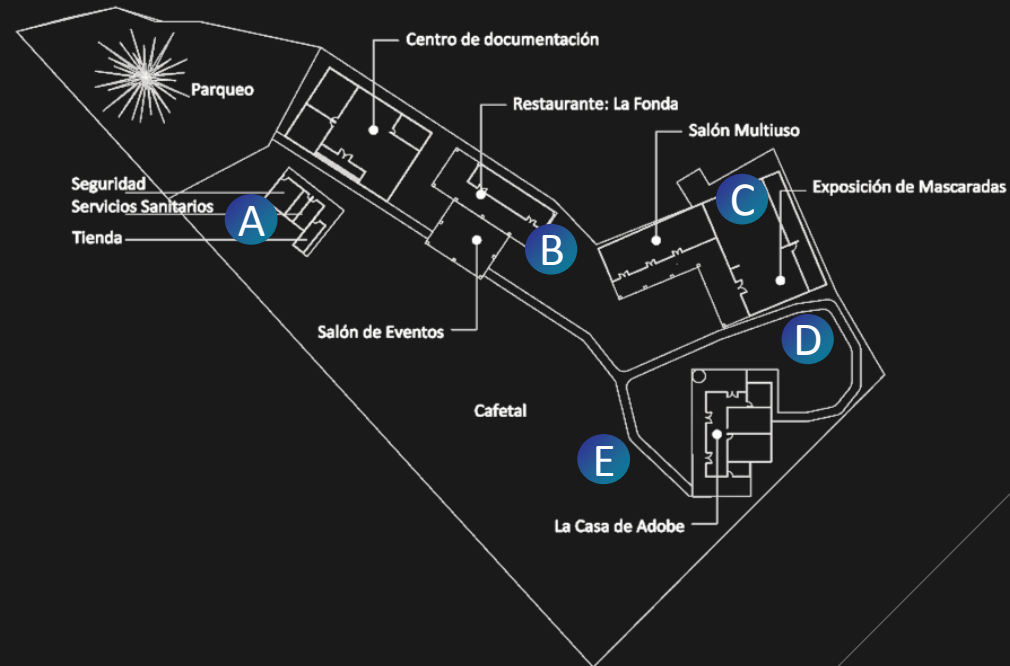 Centro de documentación
Parqueo
Restaurante: La Fonda
Salón Multiuso
Seguridad
Servicios Sanitarios
Tienda
A
B
C
Exposición de Mascaradas
Salón de Eventos
D
Cafetal
E
La Casa de Adobe